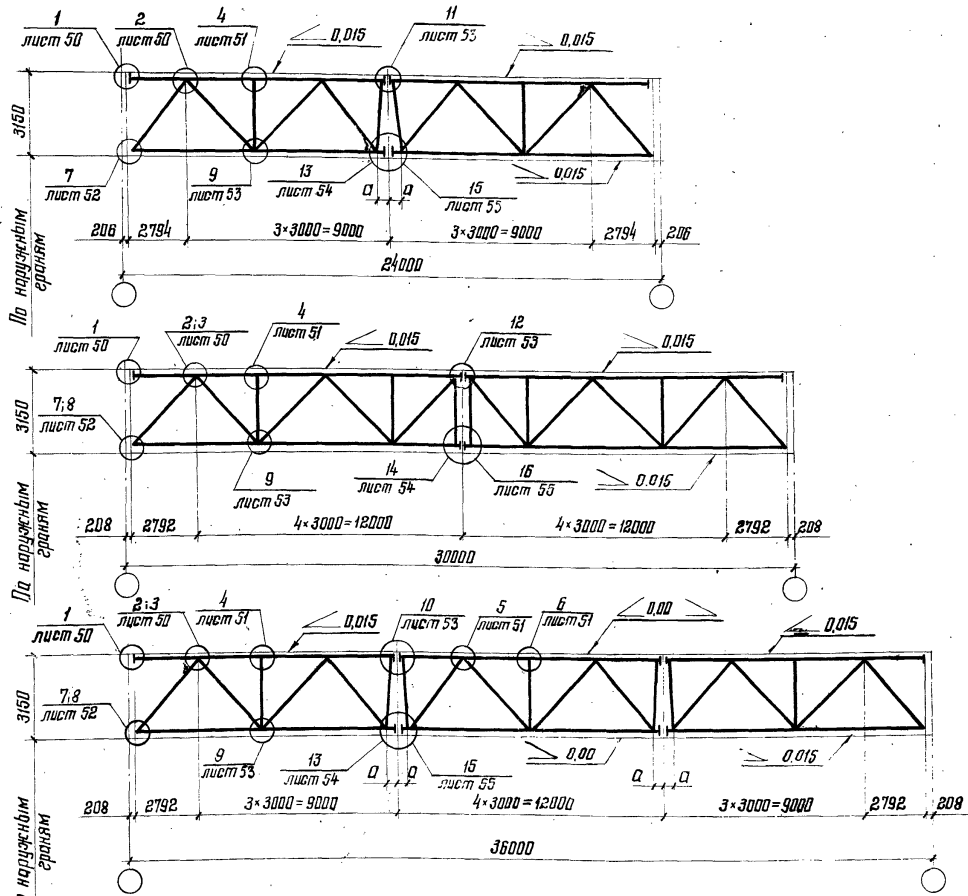 1
лист 50
2
лист 50
4
лист 51
0,015
11
лист 53
0,015
3150
7
лист 52
9
лист 53
13
лист 54
а
а
15
лист 55
0,015
206
2794
3×3000=9000
3×3000=9000
2794
206
24000
По наружным
граням
1
лист 50
2;3
лист 50
4
лист 51
0,015
12
лист 53
0,015
3150
7;8
лист 52
9
лист 53
14
лист 54
16
лист 55
0.015
208
2792
4×3000=12000
4×3000=12000
2792
208
30000
По наружным
граням
1
лист 50
2;3
лист 50
4
лист 51
0,015
10
лист 53
5
лист 51
6
лист 51
0,00
0,015
3150
7;8
лист 52
9
лист 53
13
лист 54
а
а
15
лист 55
0,00
а
а
0,015
208
2792
3×3000=9000
4×3000=12000
3×3000=9000
2792
208
36000
наружным
граням